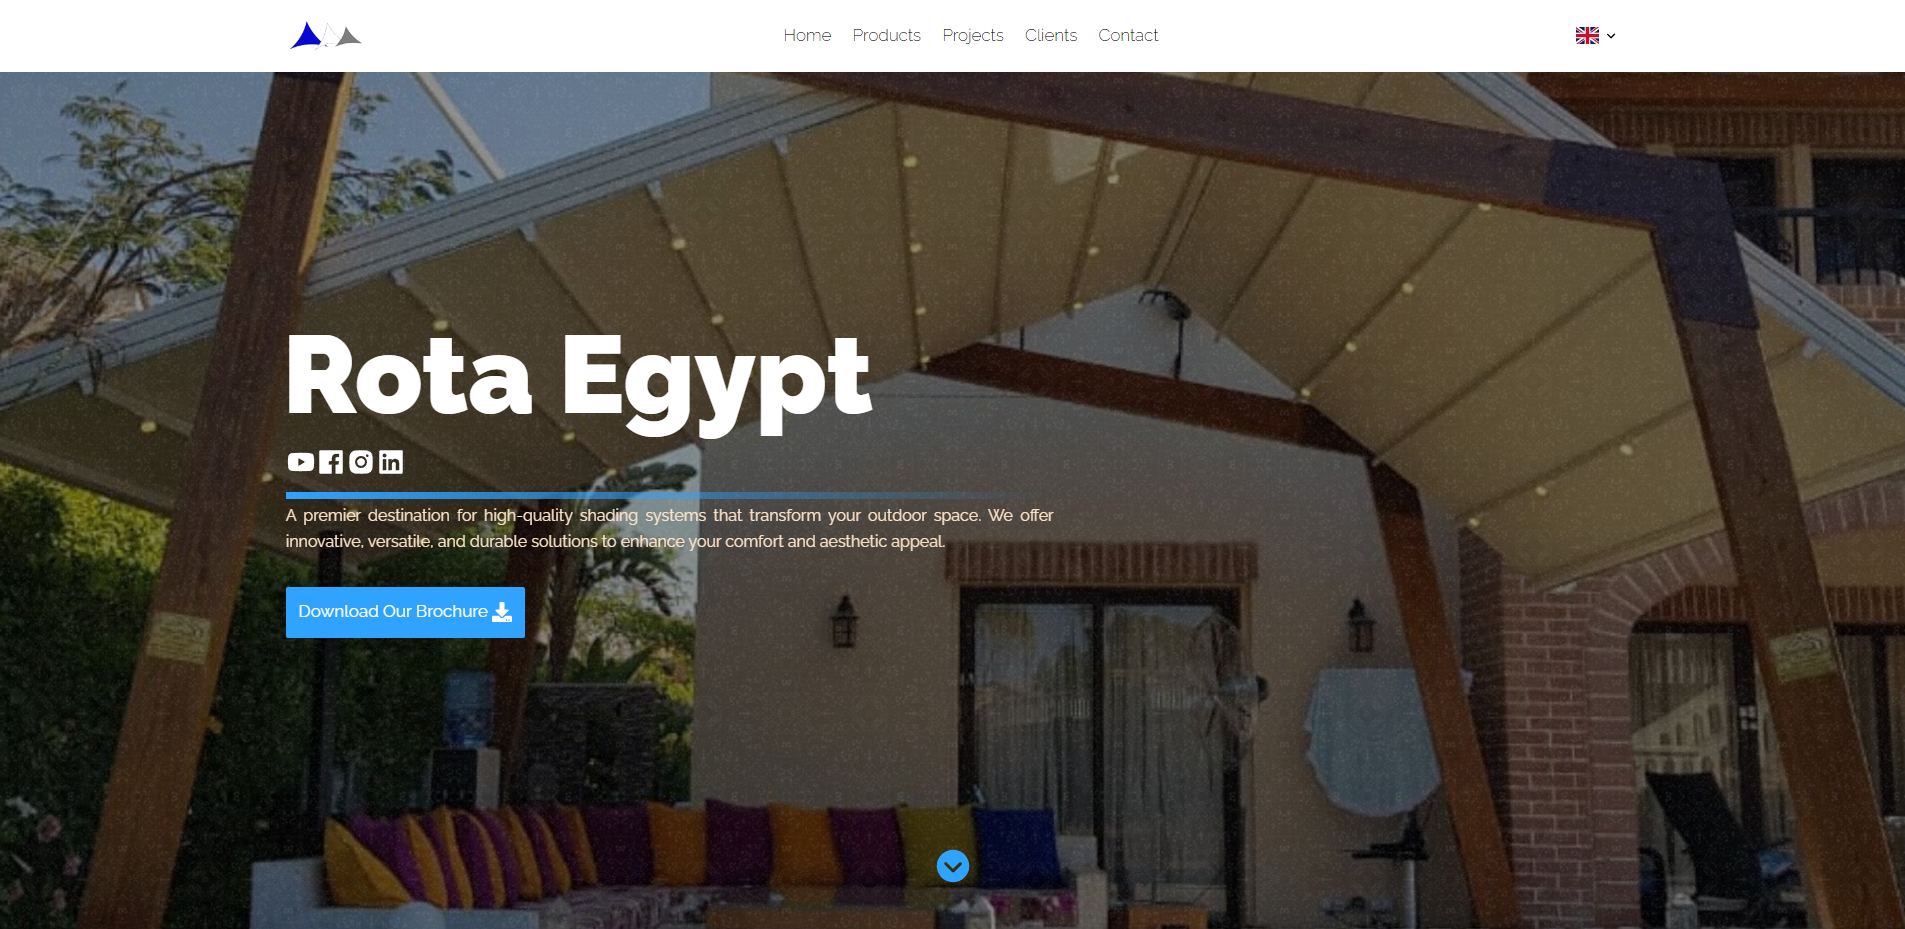 Home Products Projects Clients Contact
Rota Egypt
A premier destination for high-quality shading systems that transform your outdoor space. We offer
innovative, versatile, and durable solutions to enhance your comfort and aesthetic appeal.
Download Our Brochure